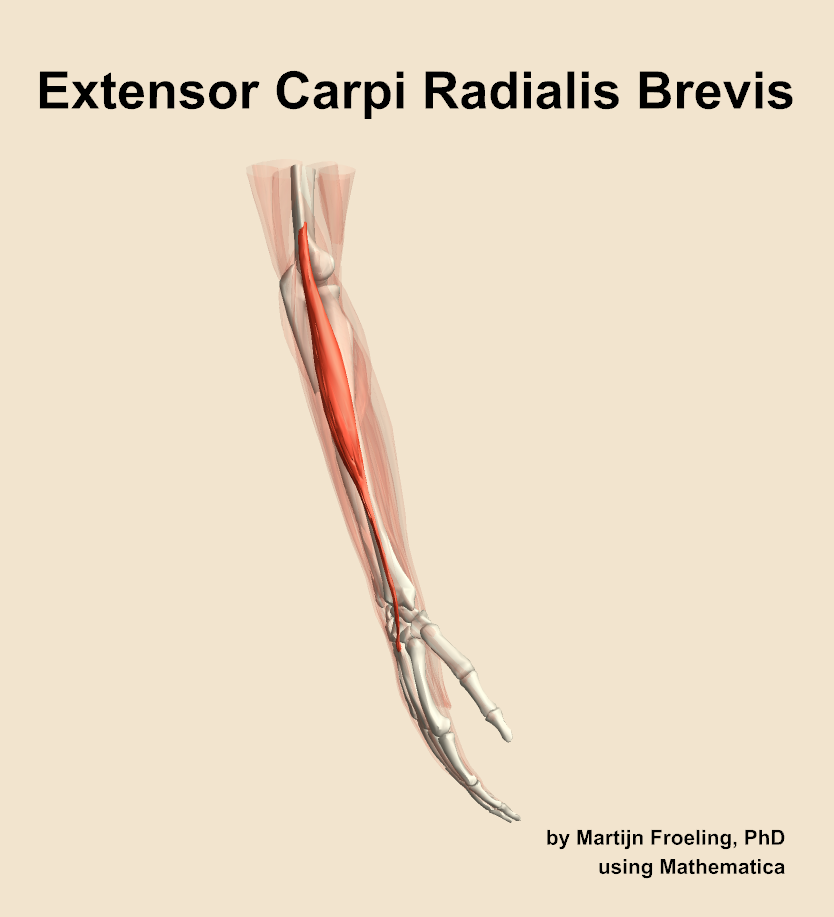 Extensor Carpi Radialis Brevis
by Martijn Froeling, PhD
using Mathematica